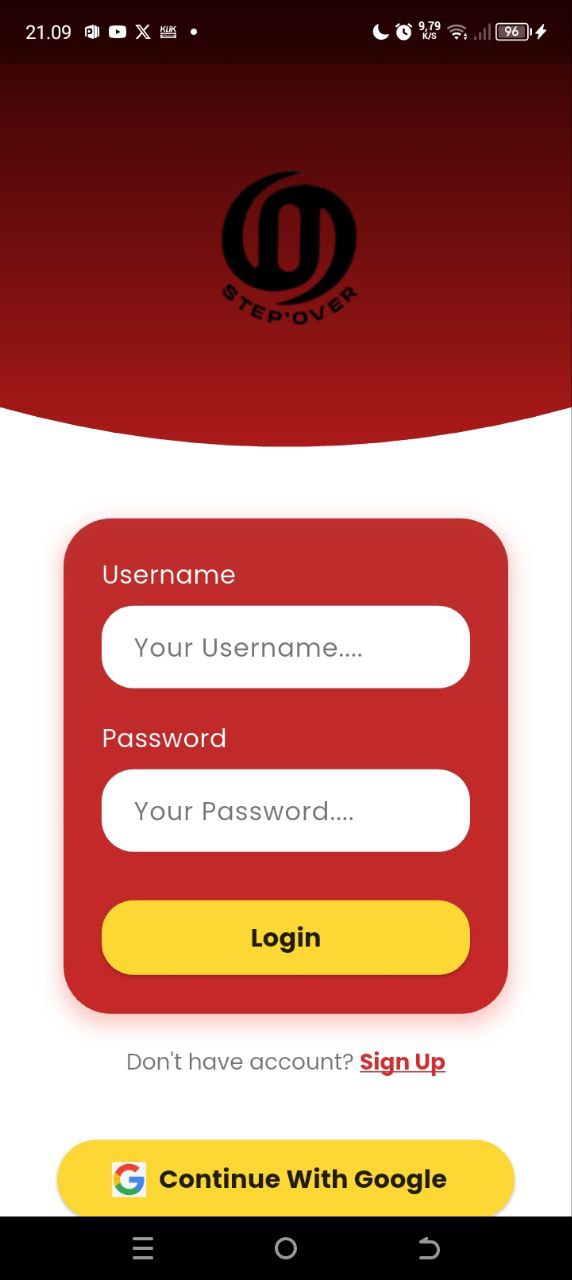 21.09
KliK
9,79
K/S
96
STEP'OVER
Username
Your Username....
Password
Your Password....
Login
Don't have account? Sign Up
Continue With Google